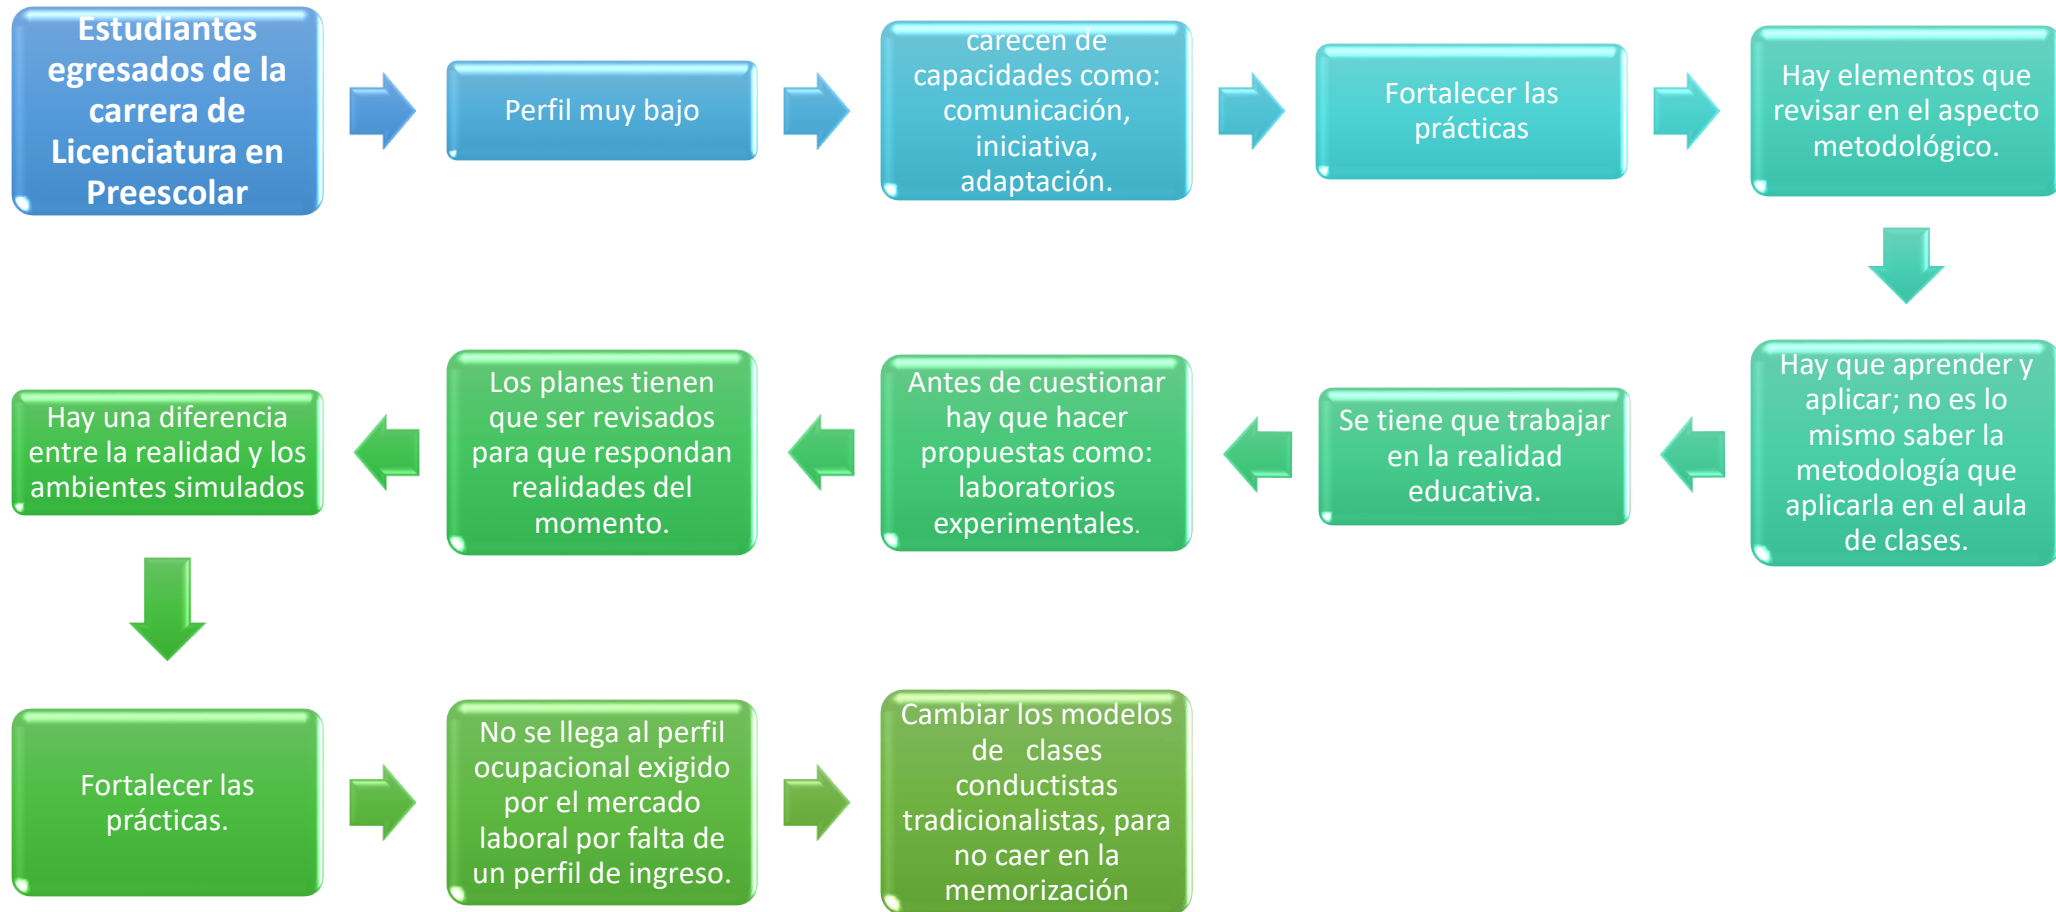 Estudiantes
egresados de la
carrera de
Licenciatura en
Preescolar
Perfil muy bajo
carecen de
capacidades como:
comunicación,
iniciativa,
adaptación.
Fortalecer las
prácticas
Hay elementos que
revisar en el aspecto
metodológico.
Hay que aprender y
aplicar; no es lo
mismo saber la
metodología que
aplicarla en el aula
de clases.
Se tiene que trabajar
en la realidad
educativa.
Antes de cuestionar
hay que hacer
propuestas como:
laboratorios
experimentales.
Los planes tienen
que ser revisados
para que respondan
realidades del
momento.
Hay una diferencia
entre la realidad y los
ambientes simulados
Fortalecer las
prácticas.
No se llega al perfil
ocupacional exigido
por el mercado
laboral por falta de
un perfil de ingreso.
Cambiar los modelos
de clases
conductistas
tradicionalistas, para
no caer en la
memorización